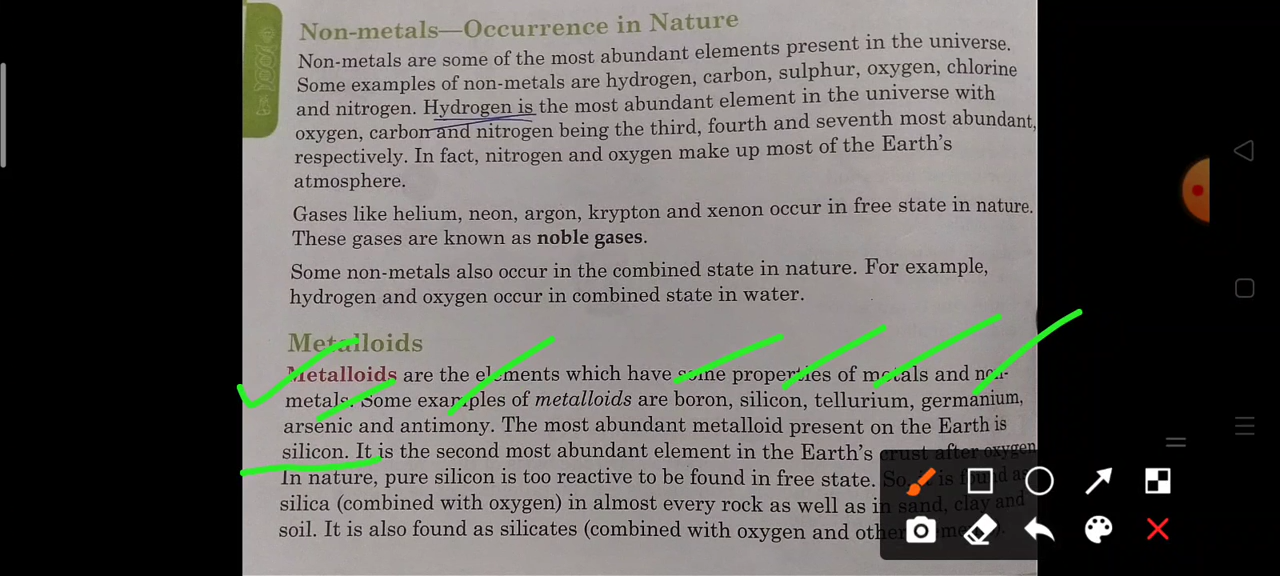 Non-metals—Occurrence in Nature
Non-metals are some of the most abundant elements present in the universe.
Some examples of non-metals are hydrogen, carbon, sulphur, oxygen, chlorine
and nitrogen. Hydrogen is the most abundant element in the universe with
oxygen, carbon and nitrogen being the third, fourth and seventh most abundant,
respectively. In fact, nitrogen and oxygen make up most of the Earth's
atmosphere.
Gases like helium, neon, argon, krypton and xenon occur in free state in nature.
These gases are known as noble gases.
Some non-metals also occur in the combined state in nature. For example,
hydrogen and oxygen occur in combined state in water.
Metalloids
Metalloids are the elements which have some properties of metals and non-
metals. Some examples of metalloids are boron, silicon, tellurium, germanium,
arsenic and antimony. The most abundant metalloid present on the Earth is
silicon. It is the second most abundant element in the Earth's crust after oxygen
In nature, pure silicon is too reactive to be found in free state. So, it is found as
silica (combined with oxygen) in almost every rock as well as in sand, clay and
soil. It is also found as silicates (combined with oxygen and other